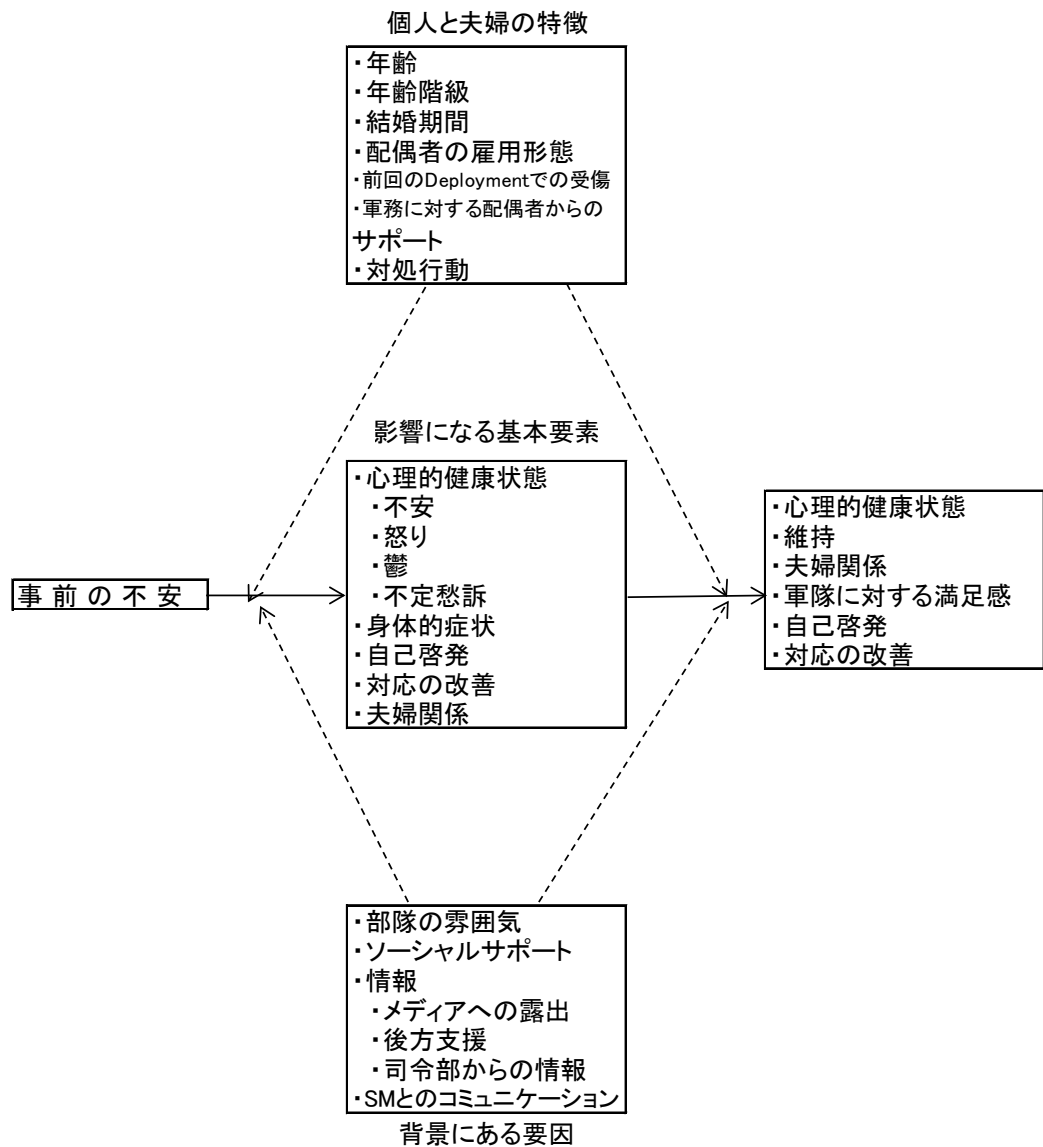 個人と夫婦の特徴
・年齢
・年齢階級
・結婚期間
・配偶者の雇用形態
・前回のDeploymentでの受傷
・軍務に対する配偶者からの
サポート
・対処行動
影響になる基本要素
・心理的健康状態
・不安
・怒り
・鬱
・不定愁訴
・身体的症状
・自己啓発
・対応の改善
・夫婦関係
事前の不安
・心理的健康状態
・維持
・夫婦関係
・軍隊に対する満足感
・自己啓発
・対応の改善
・部隊の雰囲気
・ソーシャルサポート
・情報
・メディアへの露出
・後方支援
・司令部からの情報
・SMとのコミュニケーション
背景にある要因